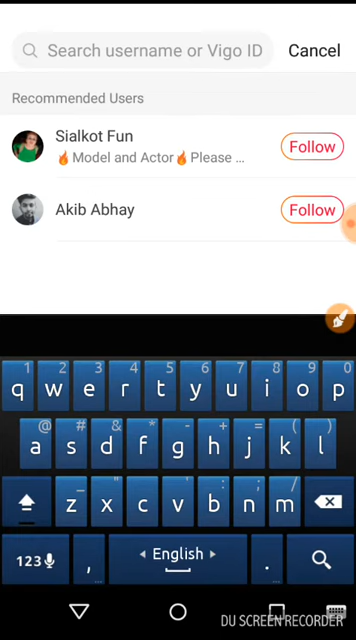 Search username or Vigo ID Cancel
Recommended Users
Sialkot Fun
🔥Model and Actor🔥Please ...
Follow
Akib Abhay
Follow
1 2 3 4 5 6 7 8 9 0
q w e r t y u i o p
@ # & * - + = ( )
a s d f g h j k l
_ " ' : ; /
z x c v b n m
123 , English .
DU SCREEN RECORDER